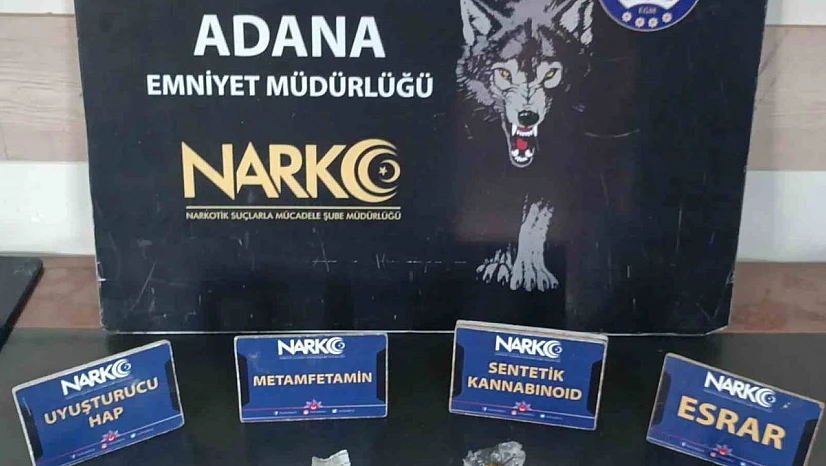 EGM
ADANA
EMNİYET MÜDÜRLÜĞÜ
NARKO
NARKOTİK SUÇLARLA MÜCADELE ŞUBE MÜDÜRLÜĞÜ
NARKO
UYUŞTURUCU
HAP
NARKO
METAMFETAMİN
NARKO
SENTETİK
KANNABINOID
NARKO
ESRAR